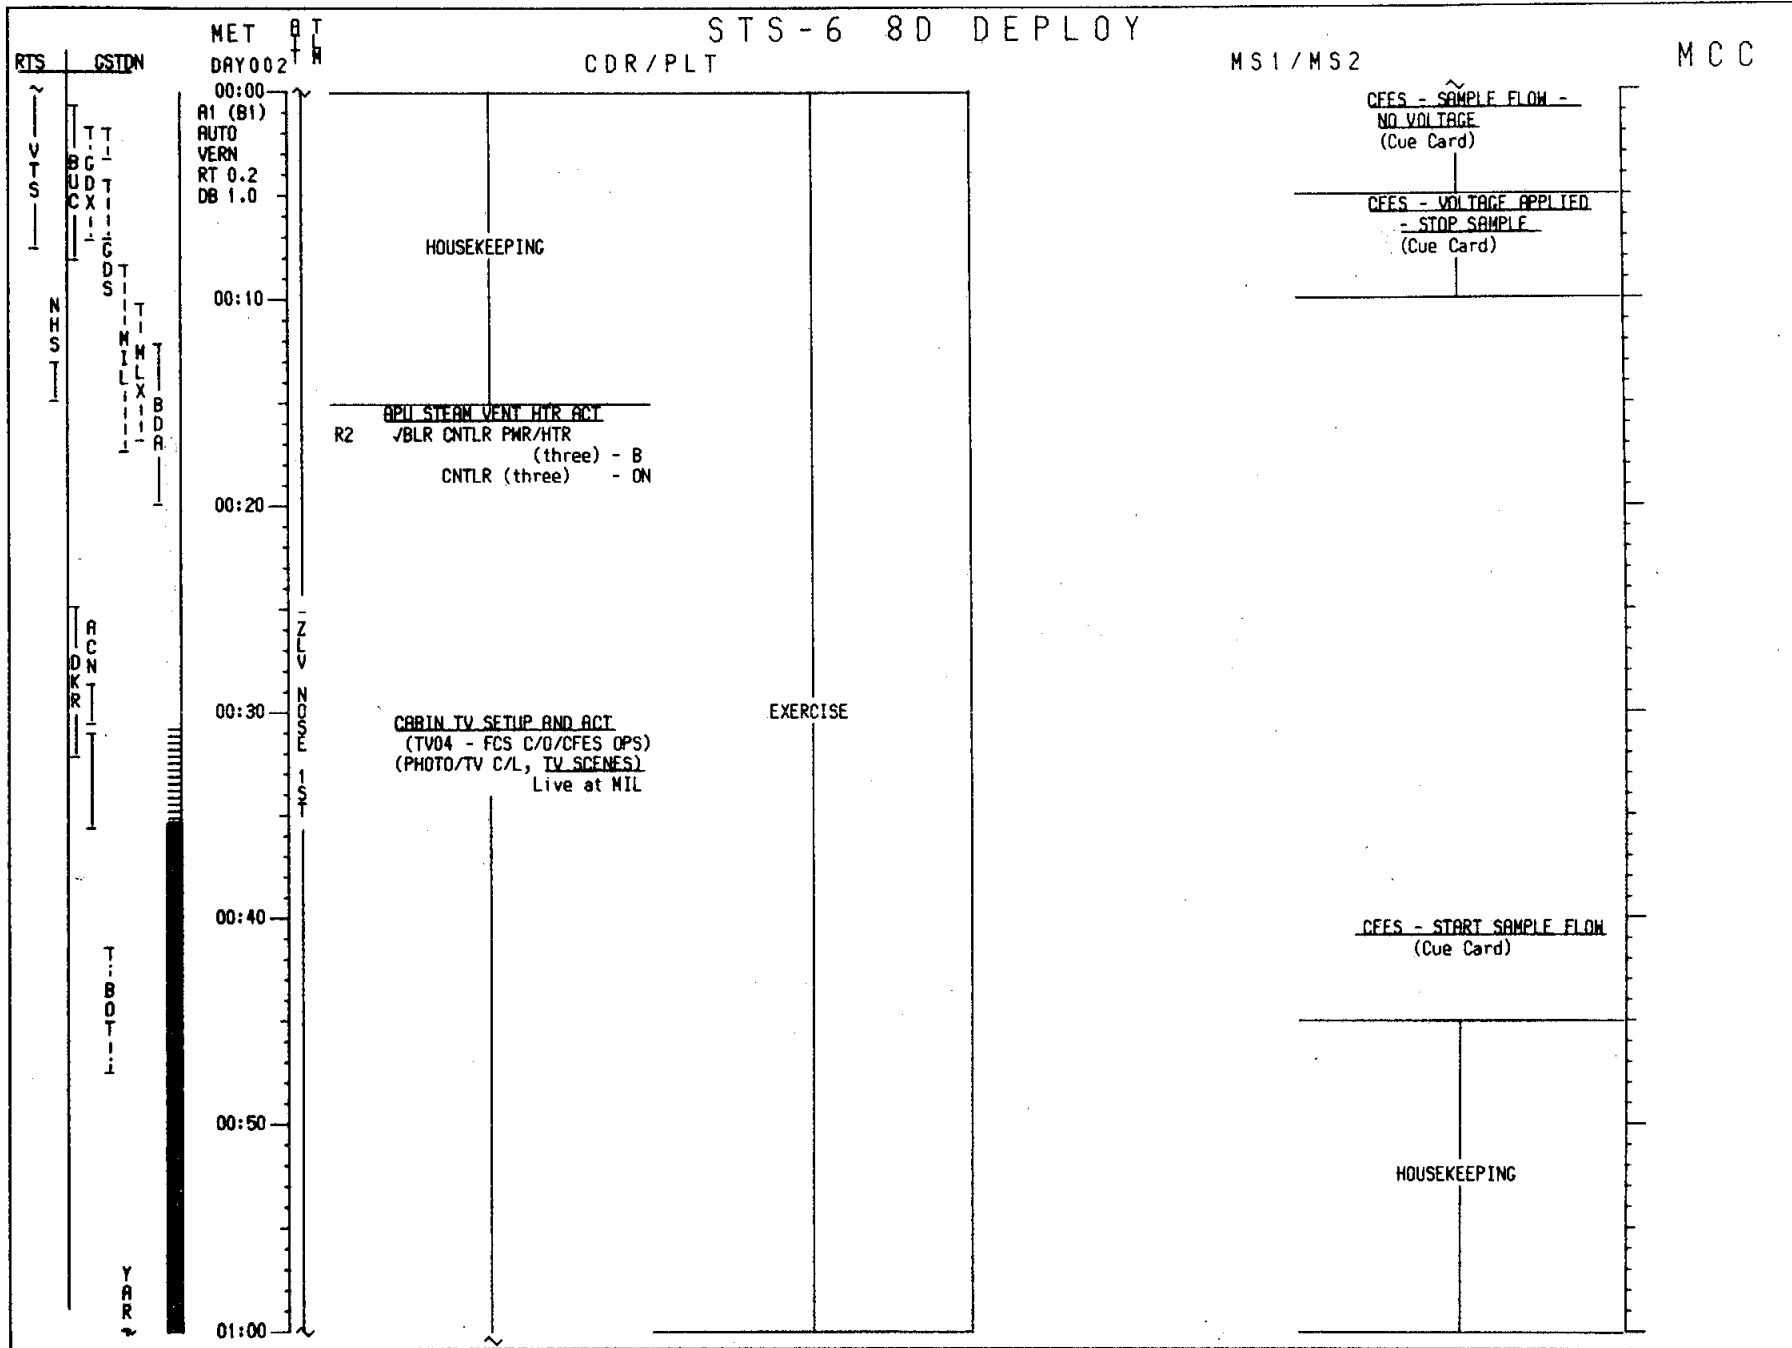 STS-6 8D DEPLOY
MET
ATT
TLM
RTS
GSTDN
DAY002
CDR/PLT
MS1/MS2
MCC
00:00
A1 (B1)
AUTO
VERN
RT 0.2
DB 1.0
00:10
00:20
00:30
00:40
00:50
01:00
VTS
BUC
GDX
GDS
NHS
MIL
MLX
BDA
ACN
DKR
BOT
YAR
-ZLV NOSE 1ST
HOUSEKEEPING
APU STEAM VENT HTR ACT
R2 √BLR CNTLR PWR/HTR
(three) - B
CNTLR (three) - ON
CABIN TV SETUP AND ACT
(TV04 - FCS C/O/CFES OPS)
(PHOTO/TV C/L, TV SCENES)
Live at MIL
EXERCISE
CFES - SAMPLE FLOW -
NO VOLTAGE
(Cue Card)
CFES - VOLTAGE APPLIED
- STOP SAMPLE
(Cue Card)
CFES - START SAMPLE FLOW
(Cue Card)
HOUSEKEEPING